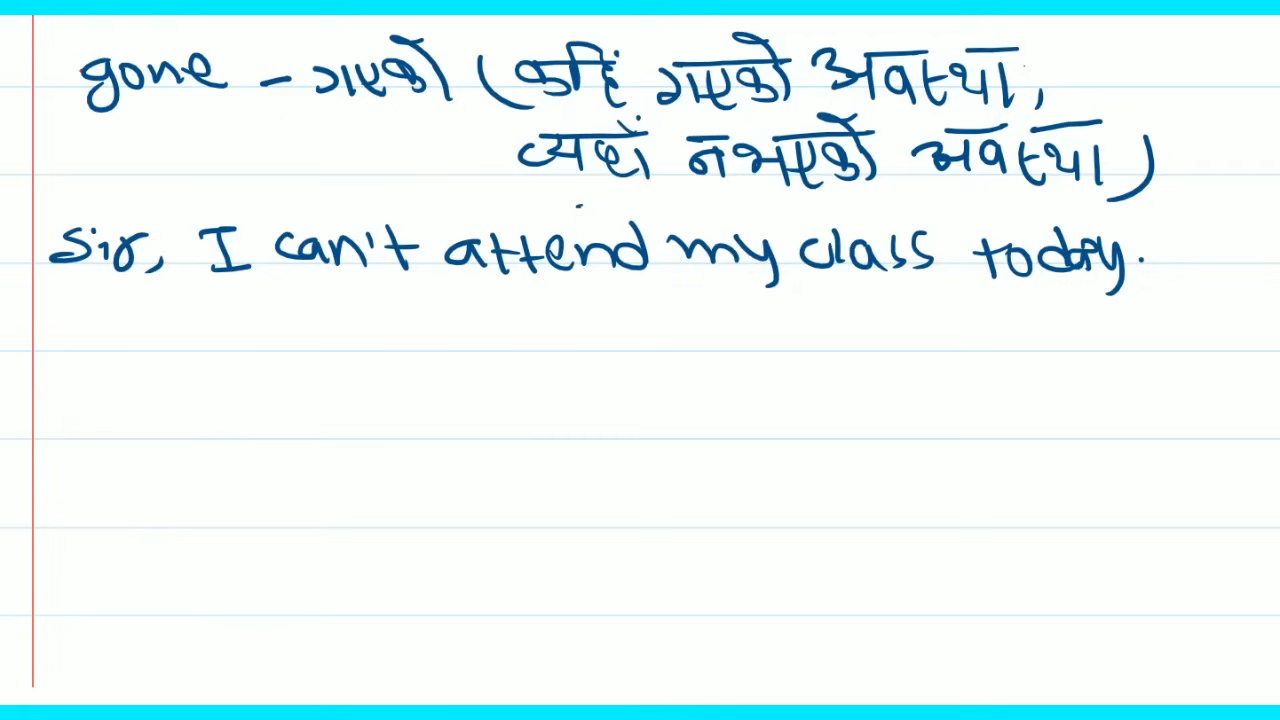 gone - गएको (कहिं गएको अवस्था,
त्यहाँ नभएको अवस्था)
Sir, I can't attend my class today.